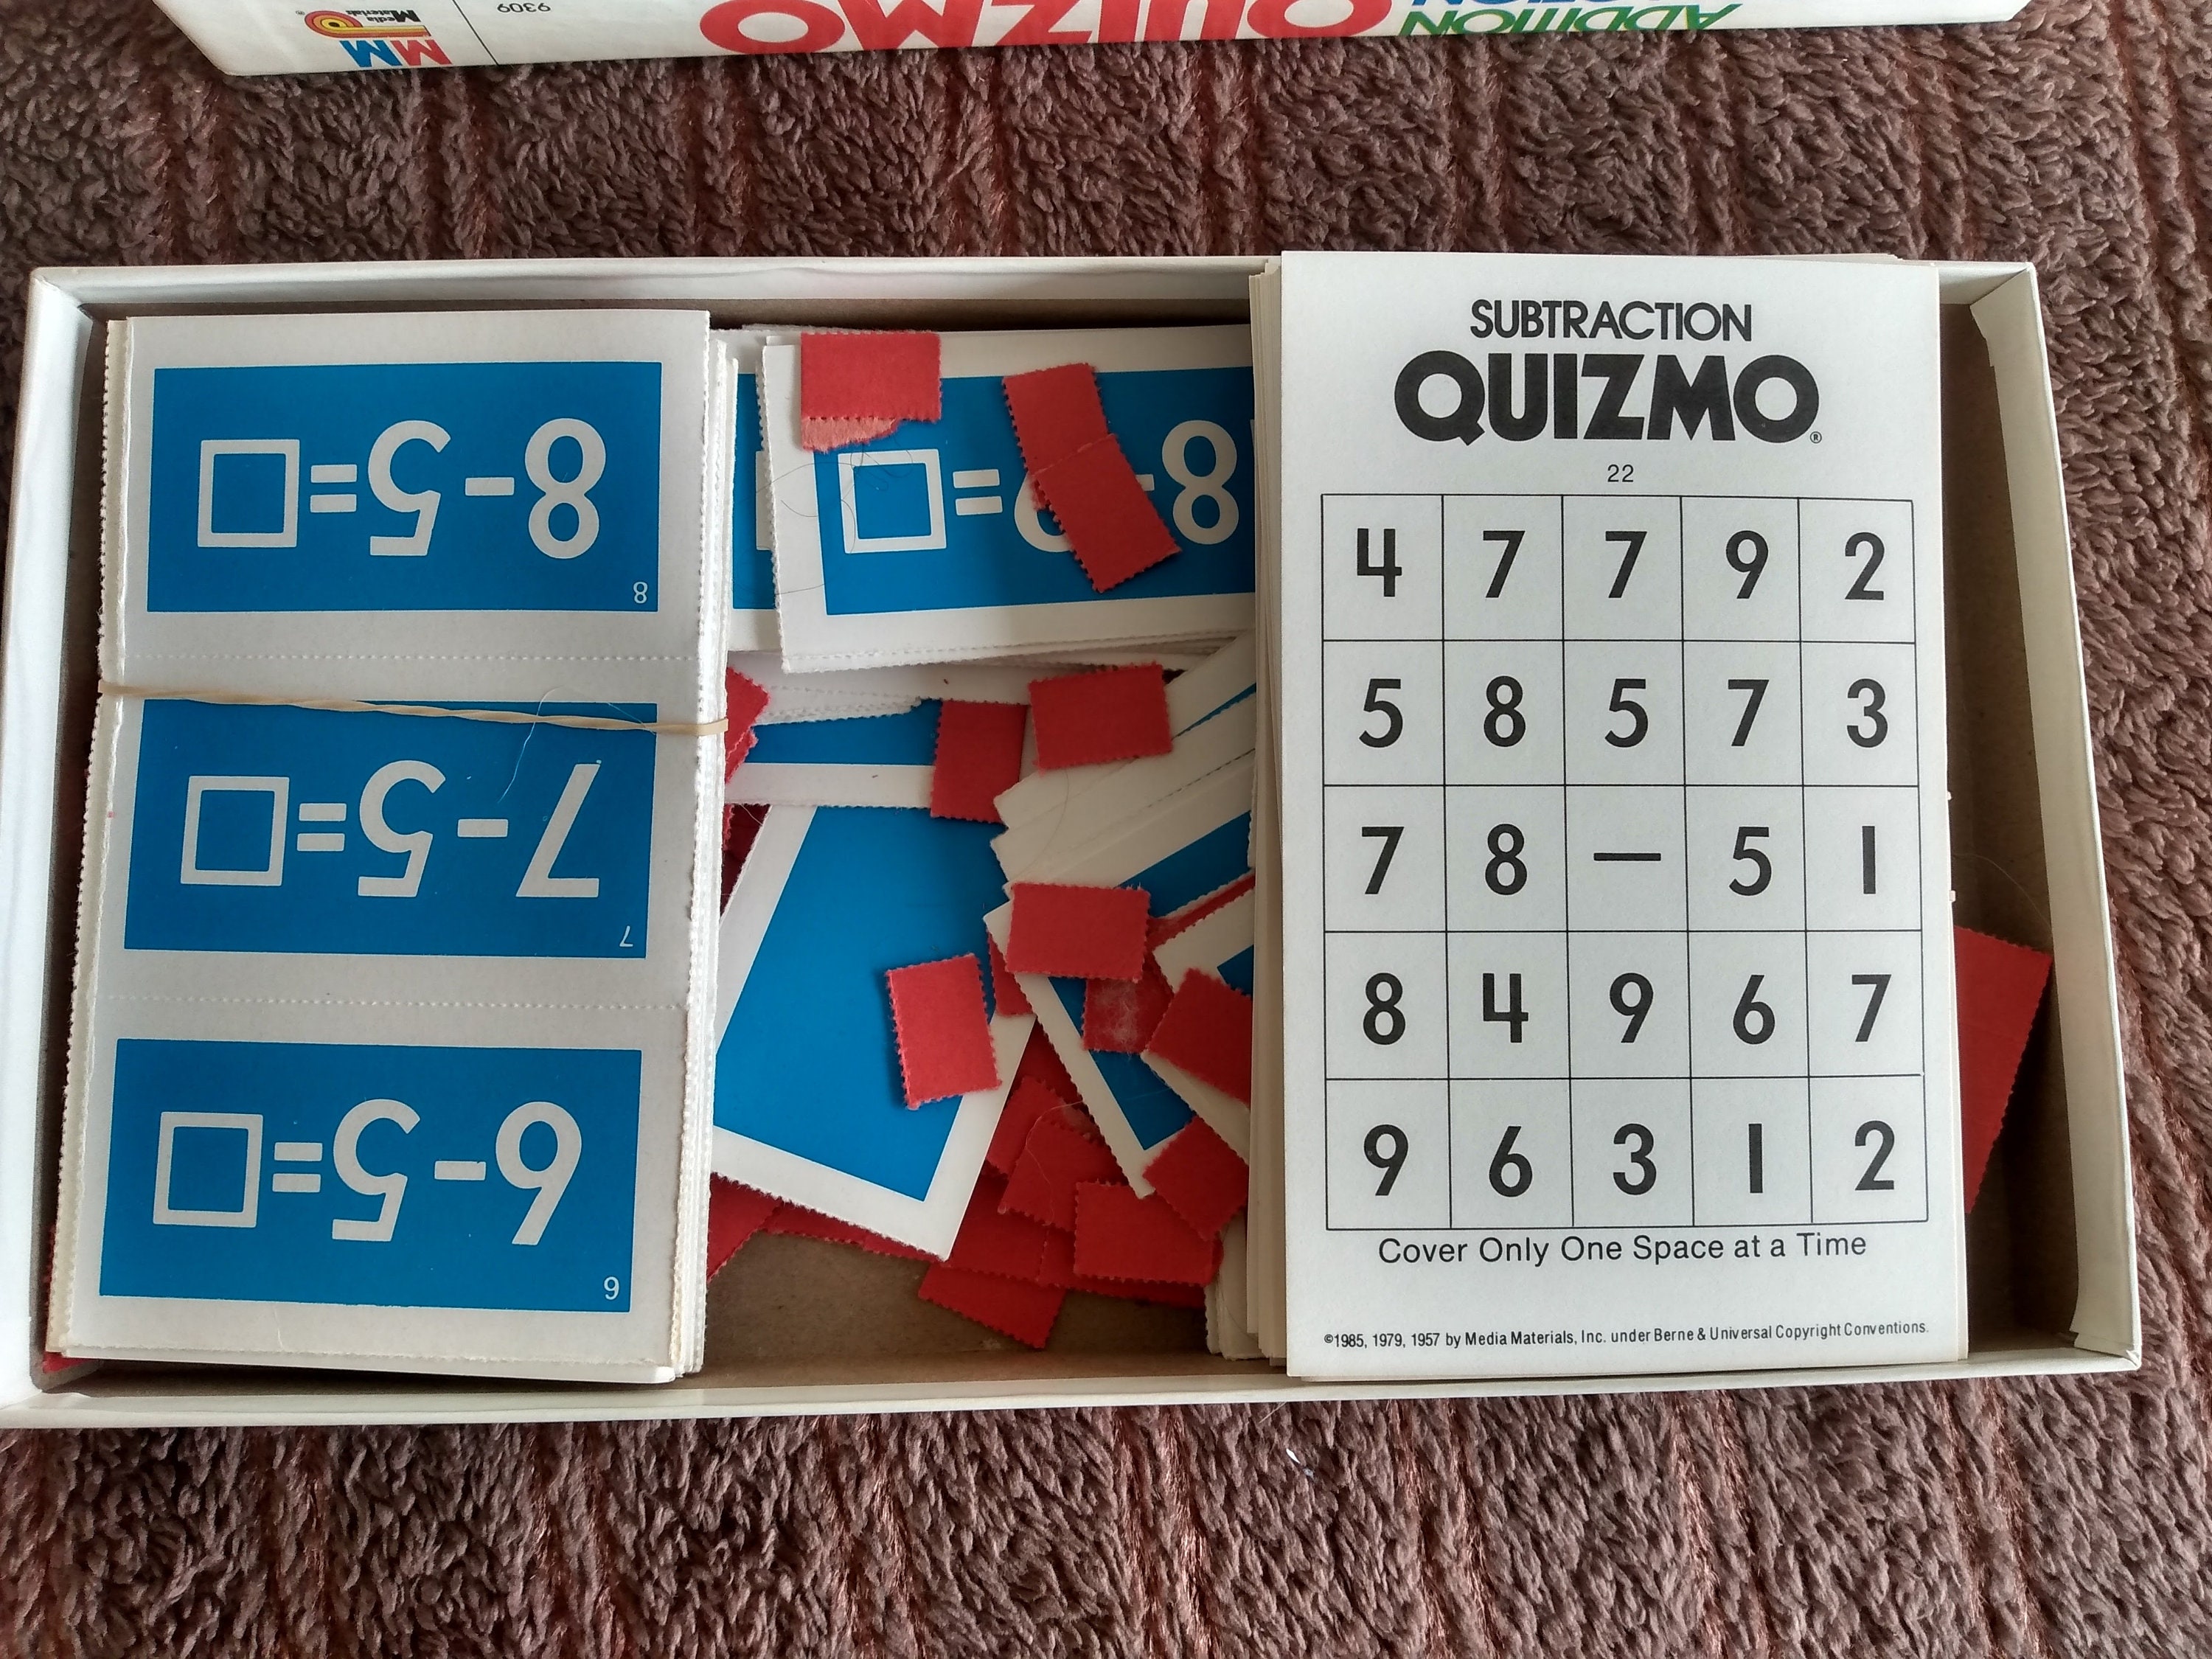 ADDITION
QUIZMO
9309
MM
Media
Materials
8-5=□
8
7-5=□
7
6-5=□
6
SUBTRACTION
QUIZMO®
22
4 7 7 9 2
5 8 5 7 3
7 8 — 5 1
8 4 9 6 7
9 6 3 1 2
Cover Only One Space at a Time
©1985, 1979, 1957 by Media Materials, Inc. under Berne & Universal Copyright Conventions.